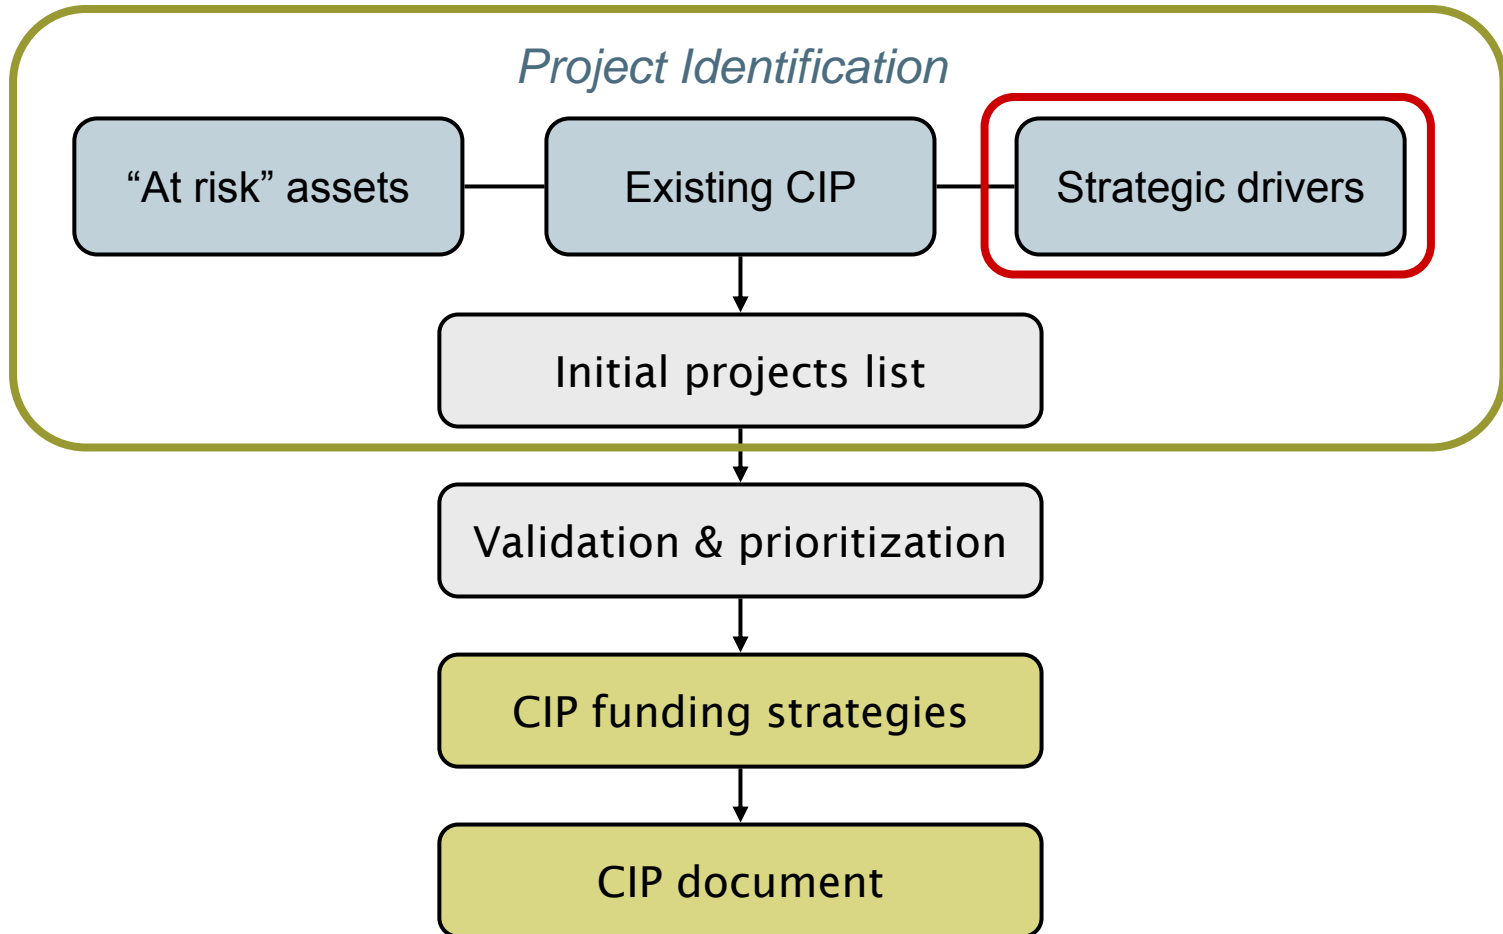 Project Identification
“At risk” assets
Existing CIP
Strategic drivers
Initial projects list
Validation & prioritization
CIP funding strategies
CIP document